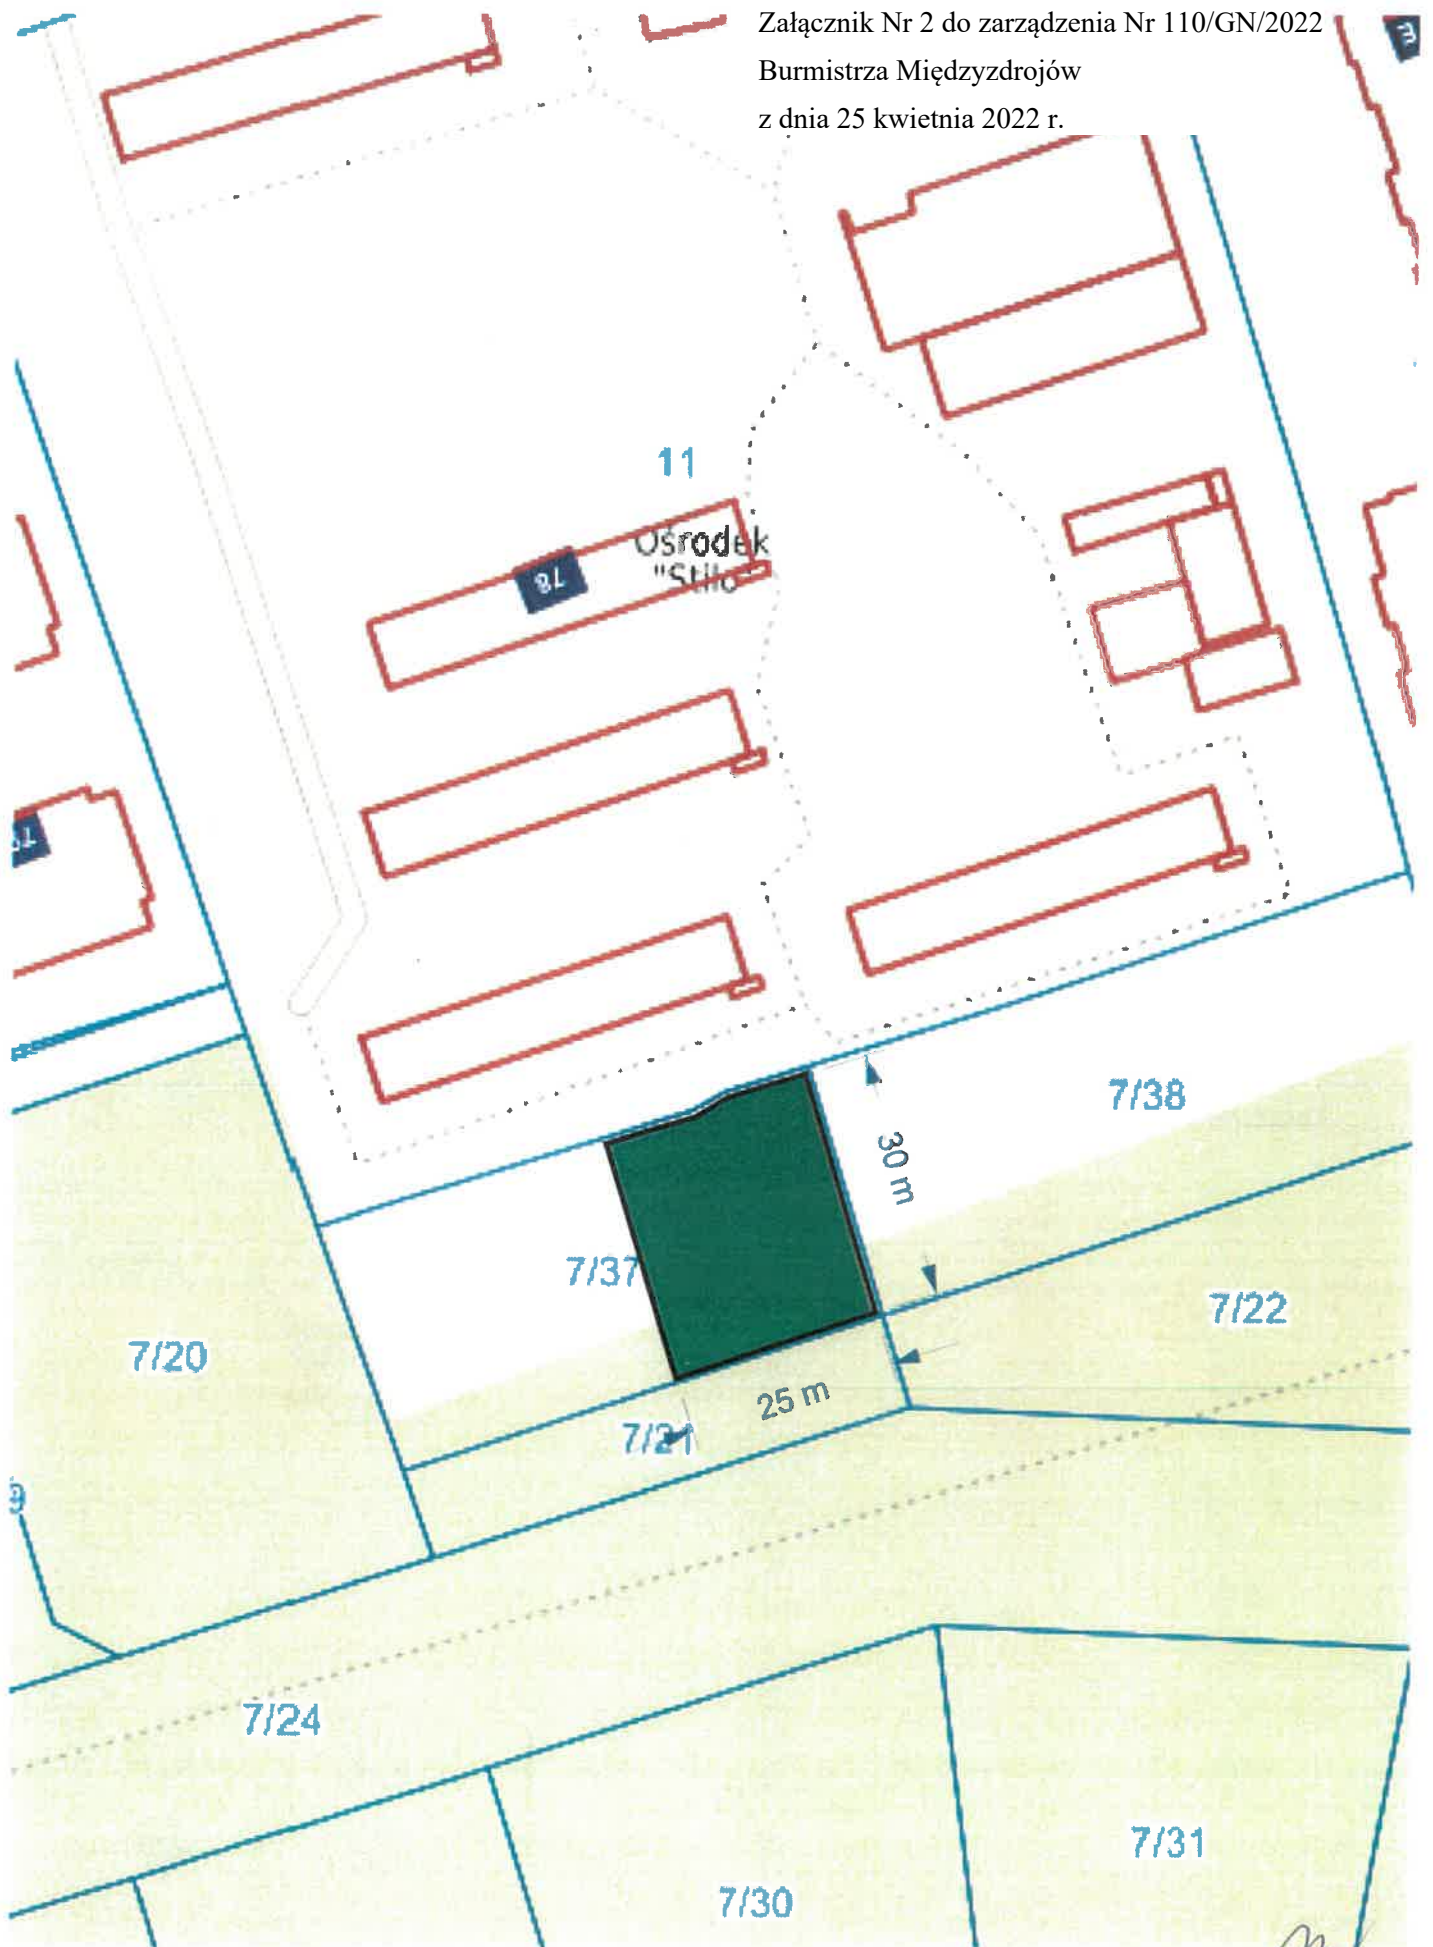 Załącznik Nr 2 do zarządzenia Nr 110/GN/2022
Burmistrza Międzyzdrojów
z dnia 25 kwietnia 2022 r.
11
Ośrodek
"Stilo"
78
7/38
30 m
7/37
7/22
7/20
25 m
7/21
9
7/24
7/31
7/30